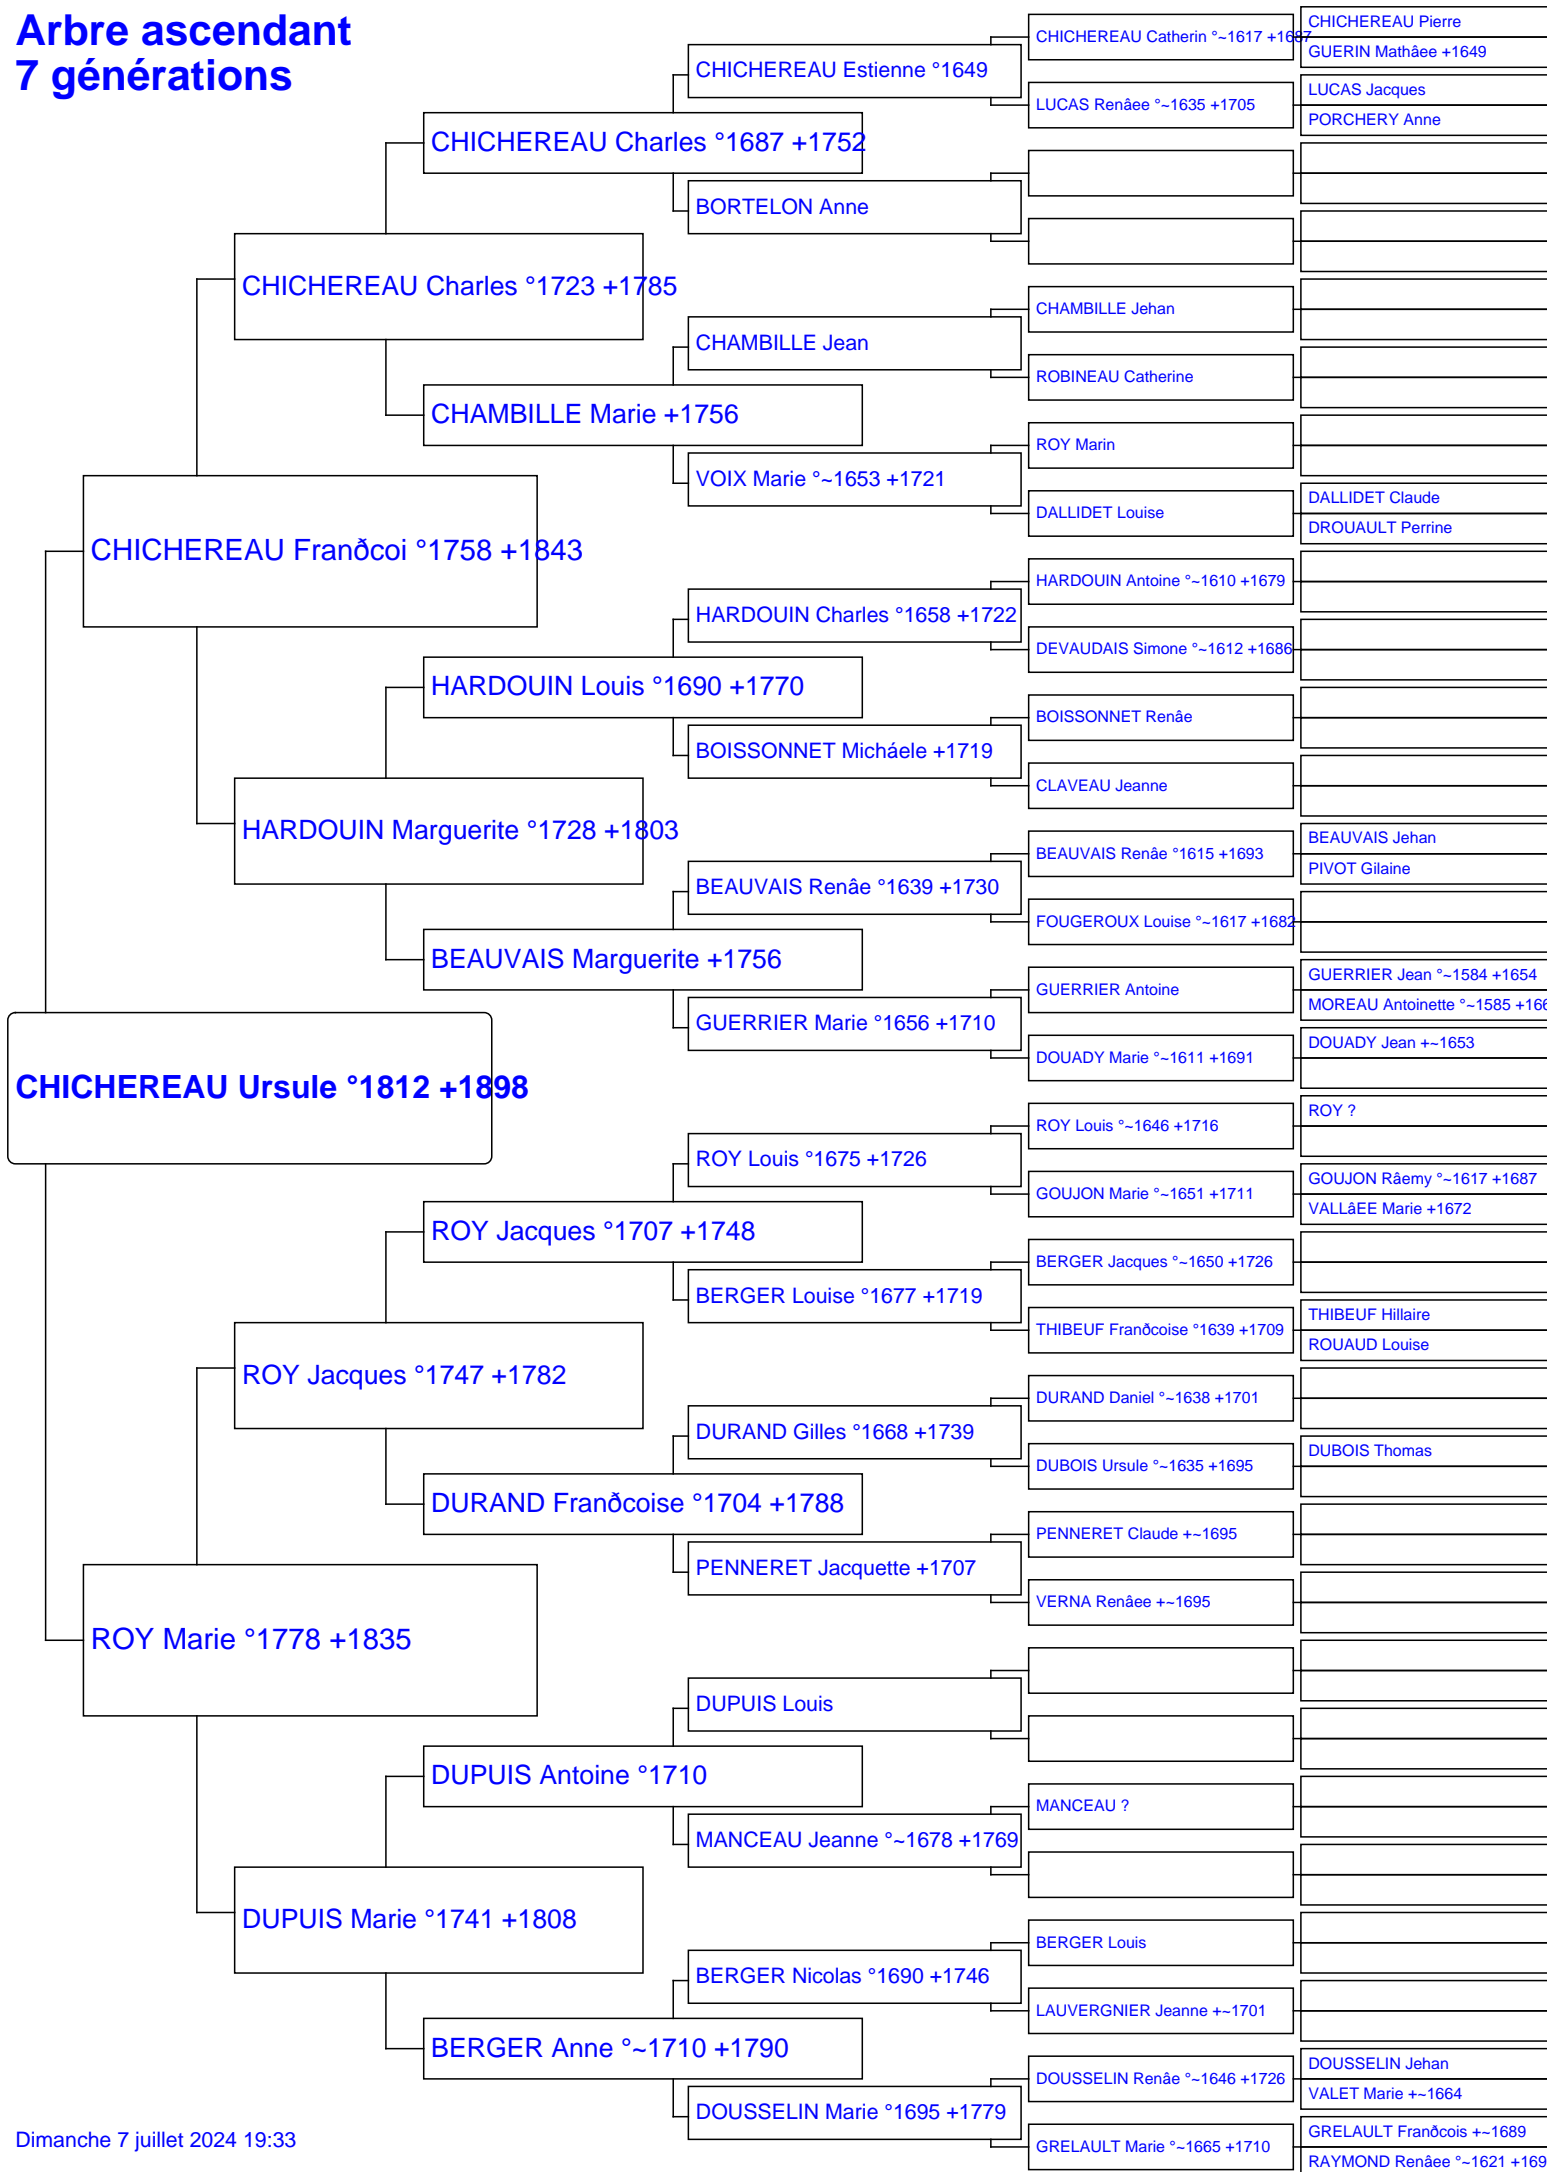 Arbre ascendant
7 générations
CHICHEREAU Ursule °1812 +1898
CHICHEREAU Franðcoi °1758 +1843
ROY Marie °1778 +1835
CHICHEREAU Charles °1723 +1785
HARDOUIN Marguerite °1728 +1803
ROY Jacques °1747 +1782
DUPUIS Marie °1741 +1808
CHICHEREAU Charles °1687 +1752
CHAMBILLE Marie +1756
HARDOUIN Louis °1690 +1770
BEAUVAIS Marguerite +1756
ROY Jacques °1707 +1748
DURAND Franðcoise °1704 +1788
DUPUIS Antoine °1710
BERGER Anne °~1710 +1790
CHICHEREAU Estienne °1649
BORTELON Anne
CHAMBILLE Jean
VOIX Marie °~1653 +1721
HARDOUIN Charles °1658 +1722
BOISSONNET Micháele +1719
BEAUVAIS Renâe °1639 +1730
GUERRIER Marie °1656 +1710
ROY Louis °1675 +1726
BERGER Louise °1677 +1719
DURAND Gilles °1668 +1739
PENNERET Jacquette +1707
DUPUIS Louis
MANCEAU Jeanne °~1678 +1769
BERGER Nicolas °1690 +1746
DOUSSELIN Marie °1695 +1779
CHICHEREAU Catherin °~1617 +1687
LUCAS Renâee °~1635 +1705
CHAMBILLE Jehan
ROBINEAU Catherine
ROY Marin
DALLIDET Louise
HARDOUIN Antoine °~1610 +1679
DEVAUDAIS Simone °~1612 +1686
BOISSONNET Renâe
CLAVEAU Jeanne
BEAUVAIS Renâe °1615 +1693
FOUGEROUX Louise °~1617 +1682
GUERRIER Antoine
DOUADY Marie °~1611 +1691
ROY Louis °~1646 +1716
GOUJON Marie °~1651 +1711
BERGER Jacques °~1650 +1726
THIBEUF Franðcoise °1639 +1709
DURAND Daniel °~1638 +1701
DUBOIS Ursule °~1635 +1695
PENNERET Claude +~1695
VERNA Renâee +~1695
MANCEAU ?
BERGER Louis
LAUVERGNIER Jeanne +~1701
DOUSSELIN Renâe °~1646 +1726
GRELAULT Marie °~1665 +1710
CHICHEREAU Pierre
GUERIN Mathâee +1649
LUCAS Jacques
PORCHERY Anne
DALLIDET Claude
DROUAULT Perrine
BEAUVAIS Jehan
PIVOT Gilaine
GUERRIER Jean °~1584 +1654
MOREAU Antoinette °~1585 +166
DOUADY Jean +~1653
ROY ?
GOUJON Râemy °~1617 +1687
VALLâEE Marie +1672
THIBEUF Hillaire
ROUAUD Louise
DUBOIS Thomas
DOUSSELIN Jehan
VALET Marie +~1664
GRELAULT Franðcois +~1689
RAYMOND Renâee °~1621 +169
Dimanche 7 juillet 2024 19:33